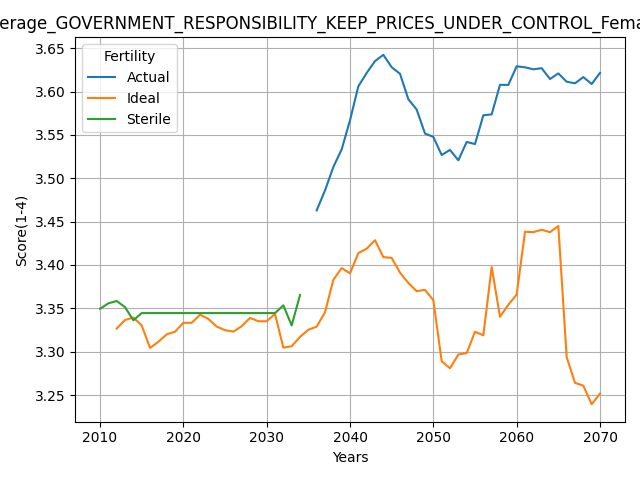 erage_GOVERNMENT_RESPONSIBILITY_KEEP_PRICES_UNDER_CONTROL_Fema
Fertility
Actual
Ideal
Sterile
Score(1-4)
3.65
3.60
3.55
3.50
3.45
3.40
3.35
3.30
3.25
2010 2020 2030 2040 2050 2060 2070
Years